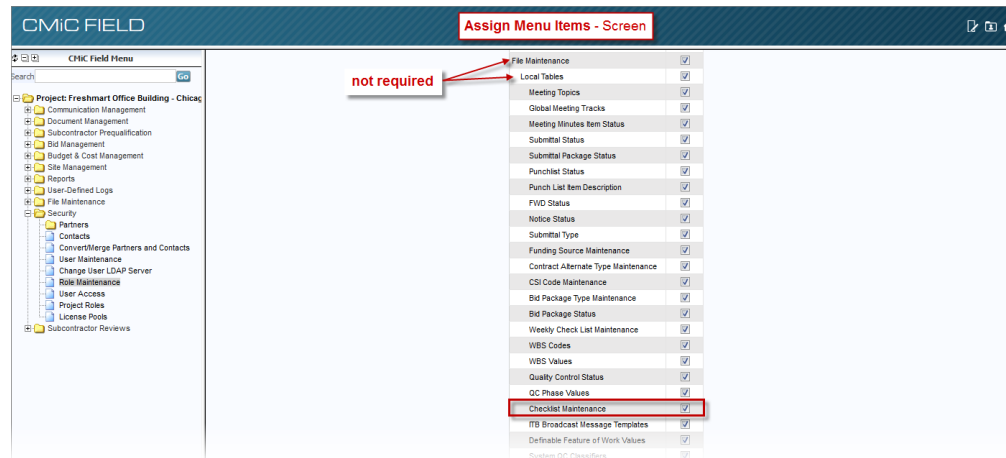 CMiC FIELD
Assign Menu Items - Screen
CMiC Field Menu
Search
Go
Project: Freshmart Office Building - Chicag
Communication Management
Document Management
Subcontractor Prequalification
Bid Management
Budget & Cost Management
Site Management
Reports
User-Defined Logs
File Maintenance
Security
Partners
Contacts
Convert/Merge Partners and Contacts
User Maintenance
Change User LDAP Server
Role Maintenance
User Access
Project Roles
License Pools
Subcontractor Reviews
not required
File Maintenance
Local Tables
Meeting Topics
Global Meeting Tracks
Meeting Minutes Item Status
Submittal Status
Submittal Package Status
Punchlist Status
Punch List Item Description
FWD Status
Notice Status
Submittal Type
Funding Source Maintenance
Contract Alternate Type Maintenance
CSI Code Maintenance
Bid Package Type Maintenance
Bid Package Status
Weekly Check List Maintenance
WBS Codes
WBS Values
Quality Control Status
QC Phase Values
Checklist Maintenance
ITB Broadcast Message Templates
Definable Feature of Work Values
System QC Classifiers